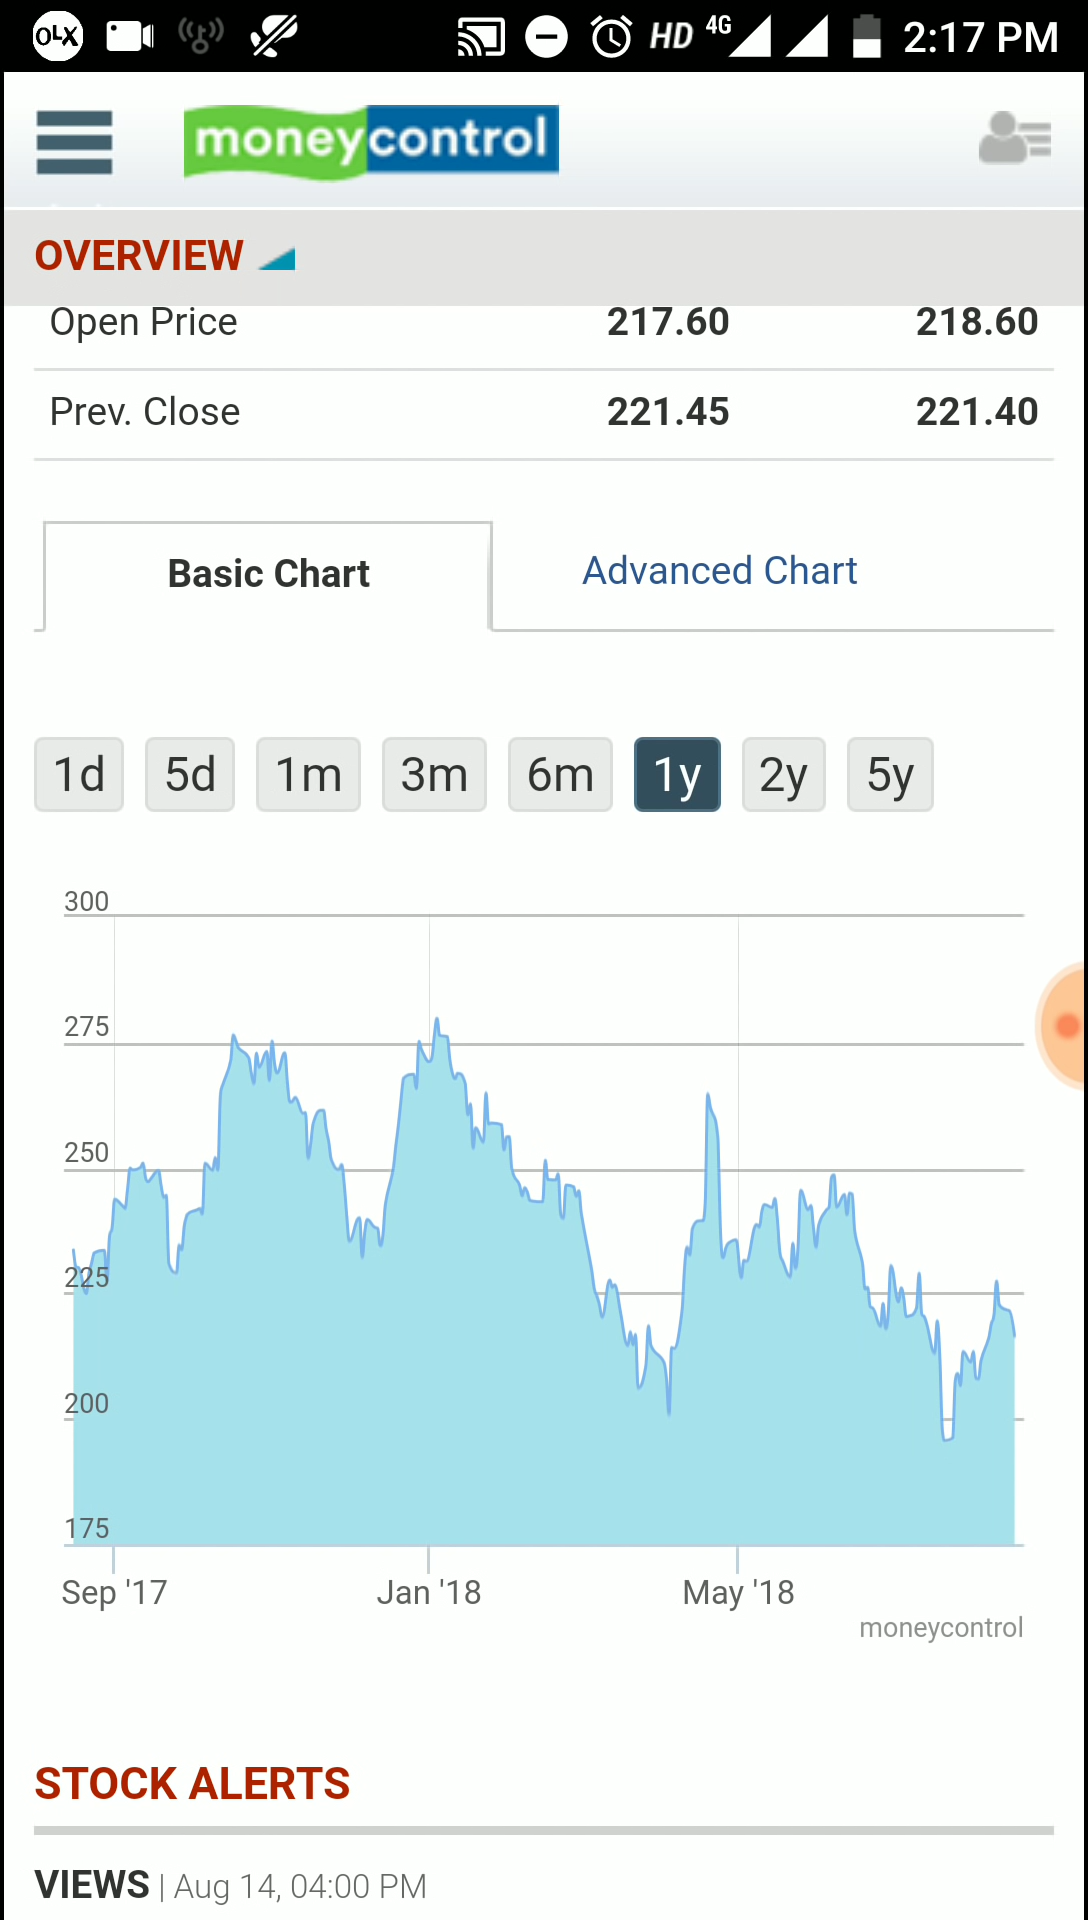 OLX HD 4G 2:17 PM
moneycontrol
OVERVIEW
Open Price 217.60 218.60
Prev. Close 221.45 221.40
Basic Chart Advanced Chart
1d 5d 1m 3m 6m 1y 2y 5y
300
275
250
225
200
175
Sep '17 Jan '18 May '18
moneycontrol
STOCK ALERTS
VIEWS | Aug 14, 04:00 PM